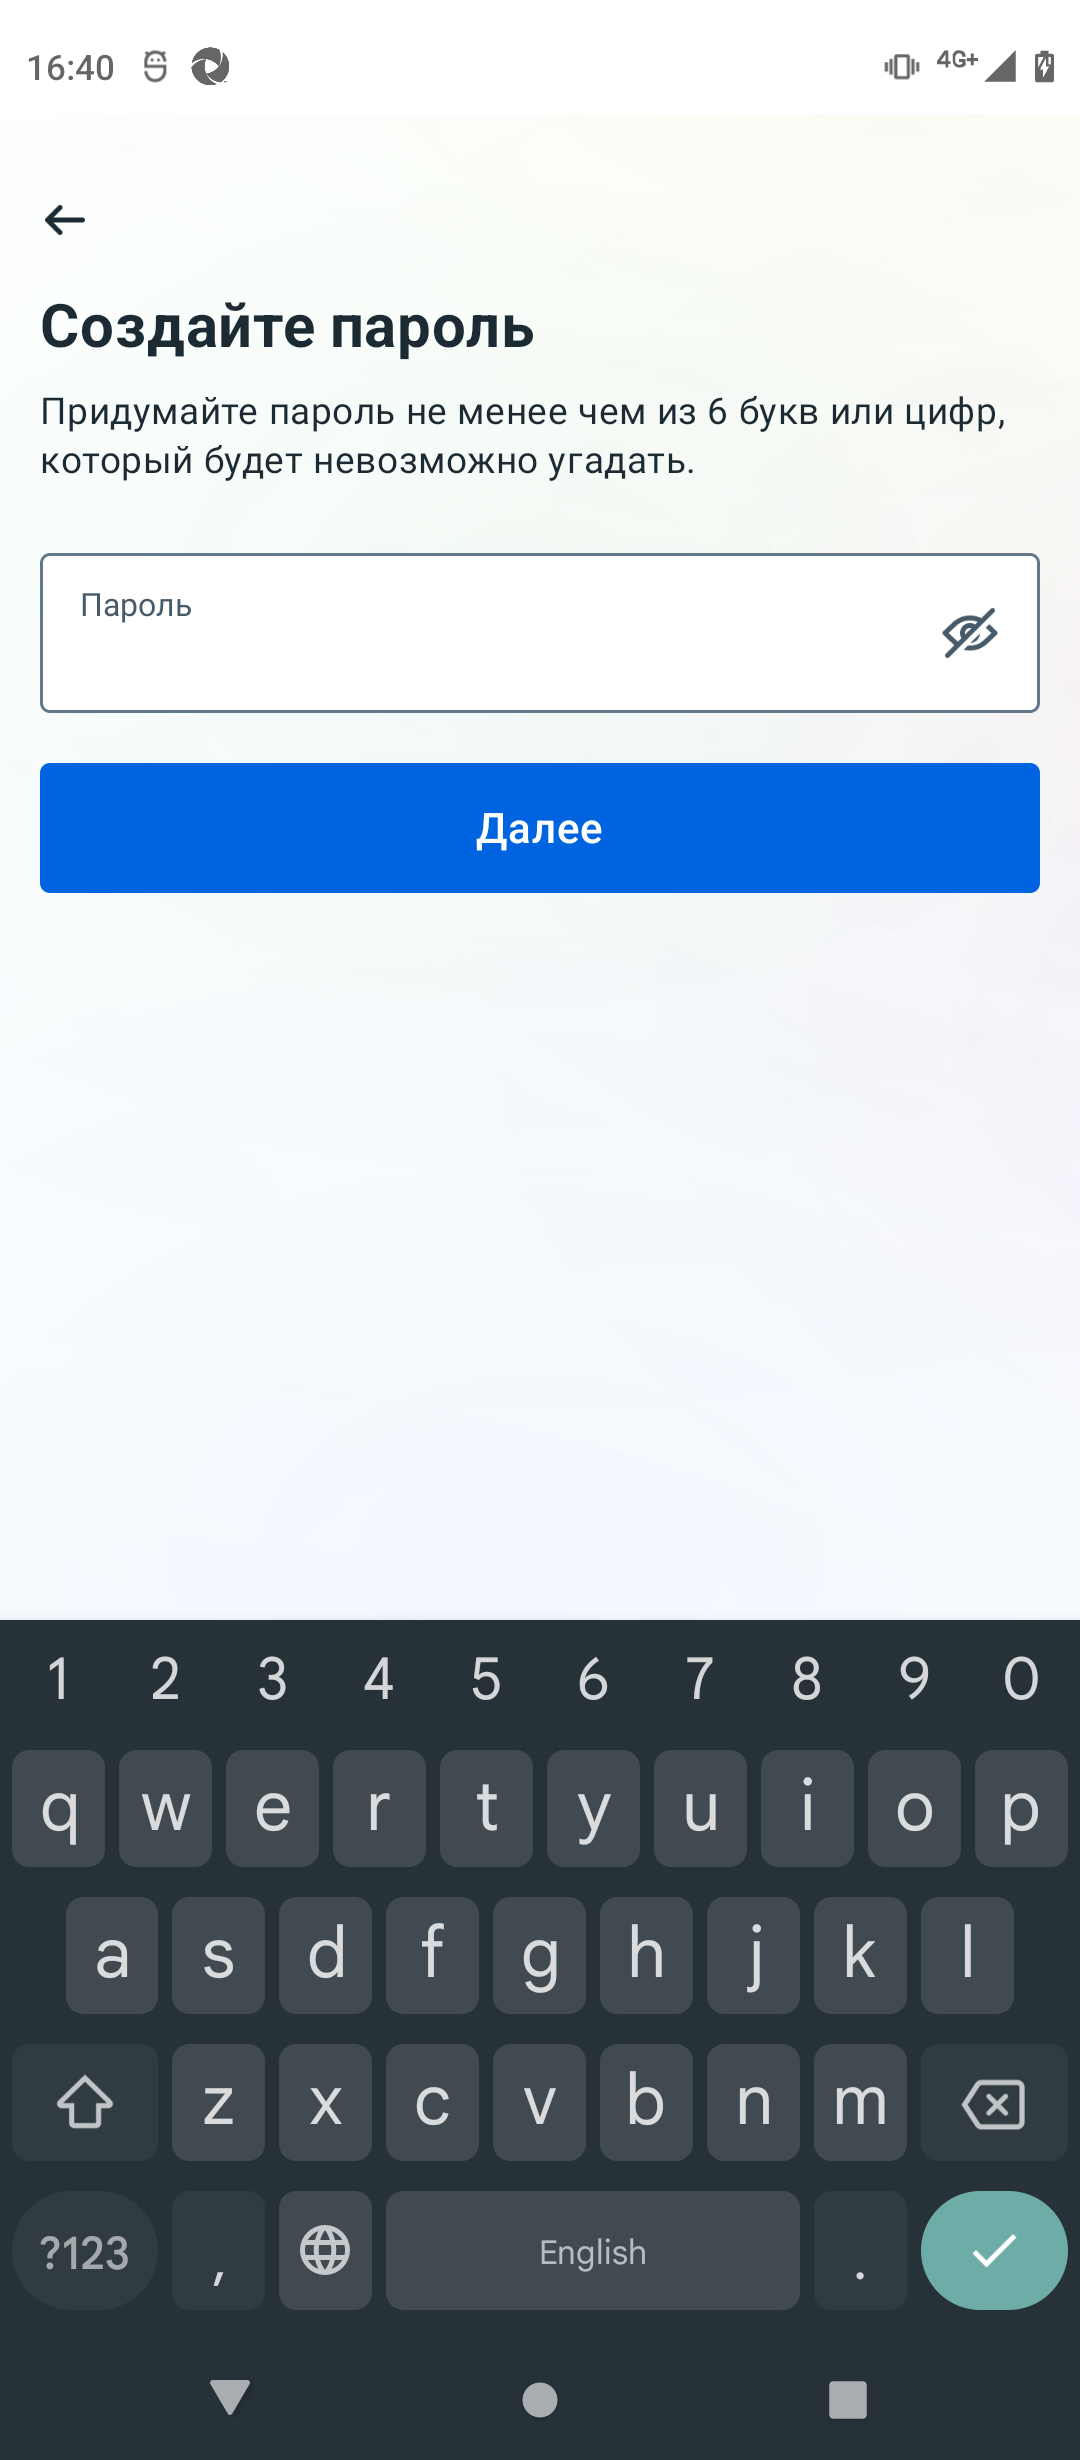 16:40 4G+
Создайте пароль
Придумайте пароль не менее чем из 6 букв или цифр,
который будет невозможно угадать.
Пароль
Далее
1 2 3 4 5 6 7 8 9 0
q w e r t y u i o p
a s d f g h j k l
z x c v b n m
?123 , English .